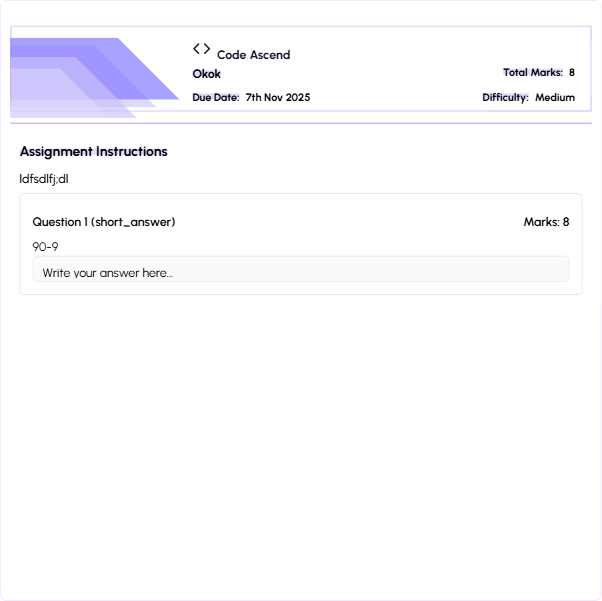 <> Code Ascend
Okok
Total Marks: 8
Due Date: 7th Nov 2025
Difficulty: Medium
Assignment Instructions
ldfsdlfj;dl
Question 1 (short_answer)
Marks: 8
90-9
Write your answer here...